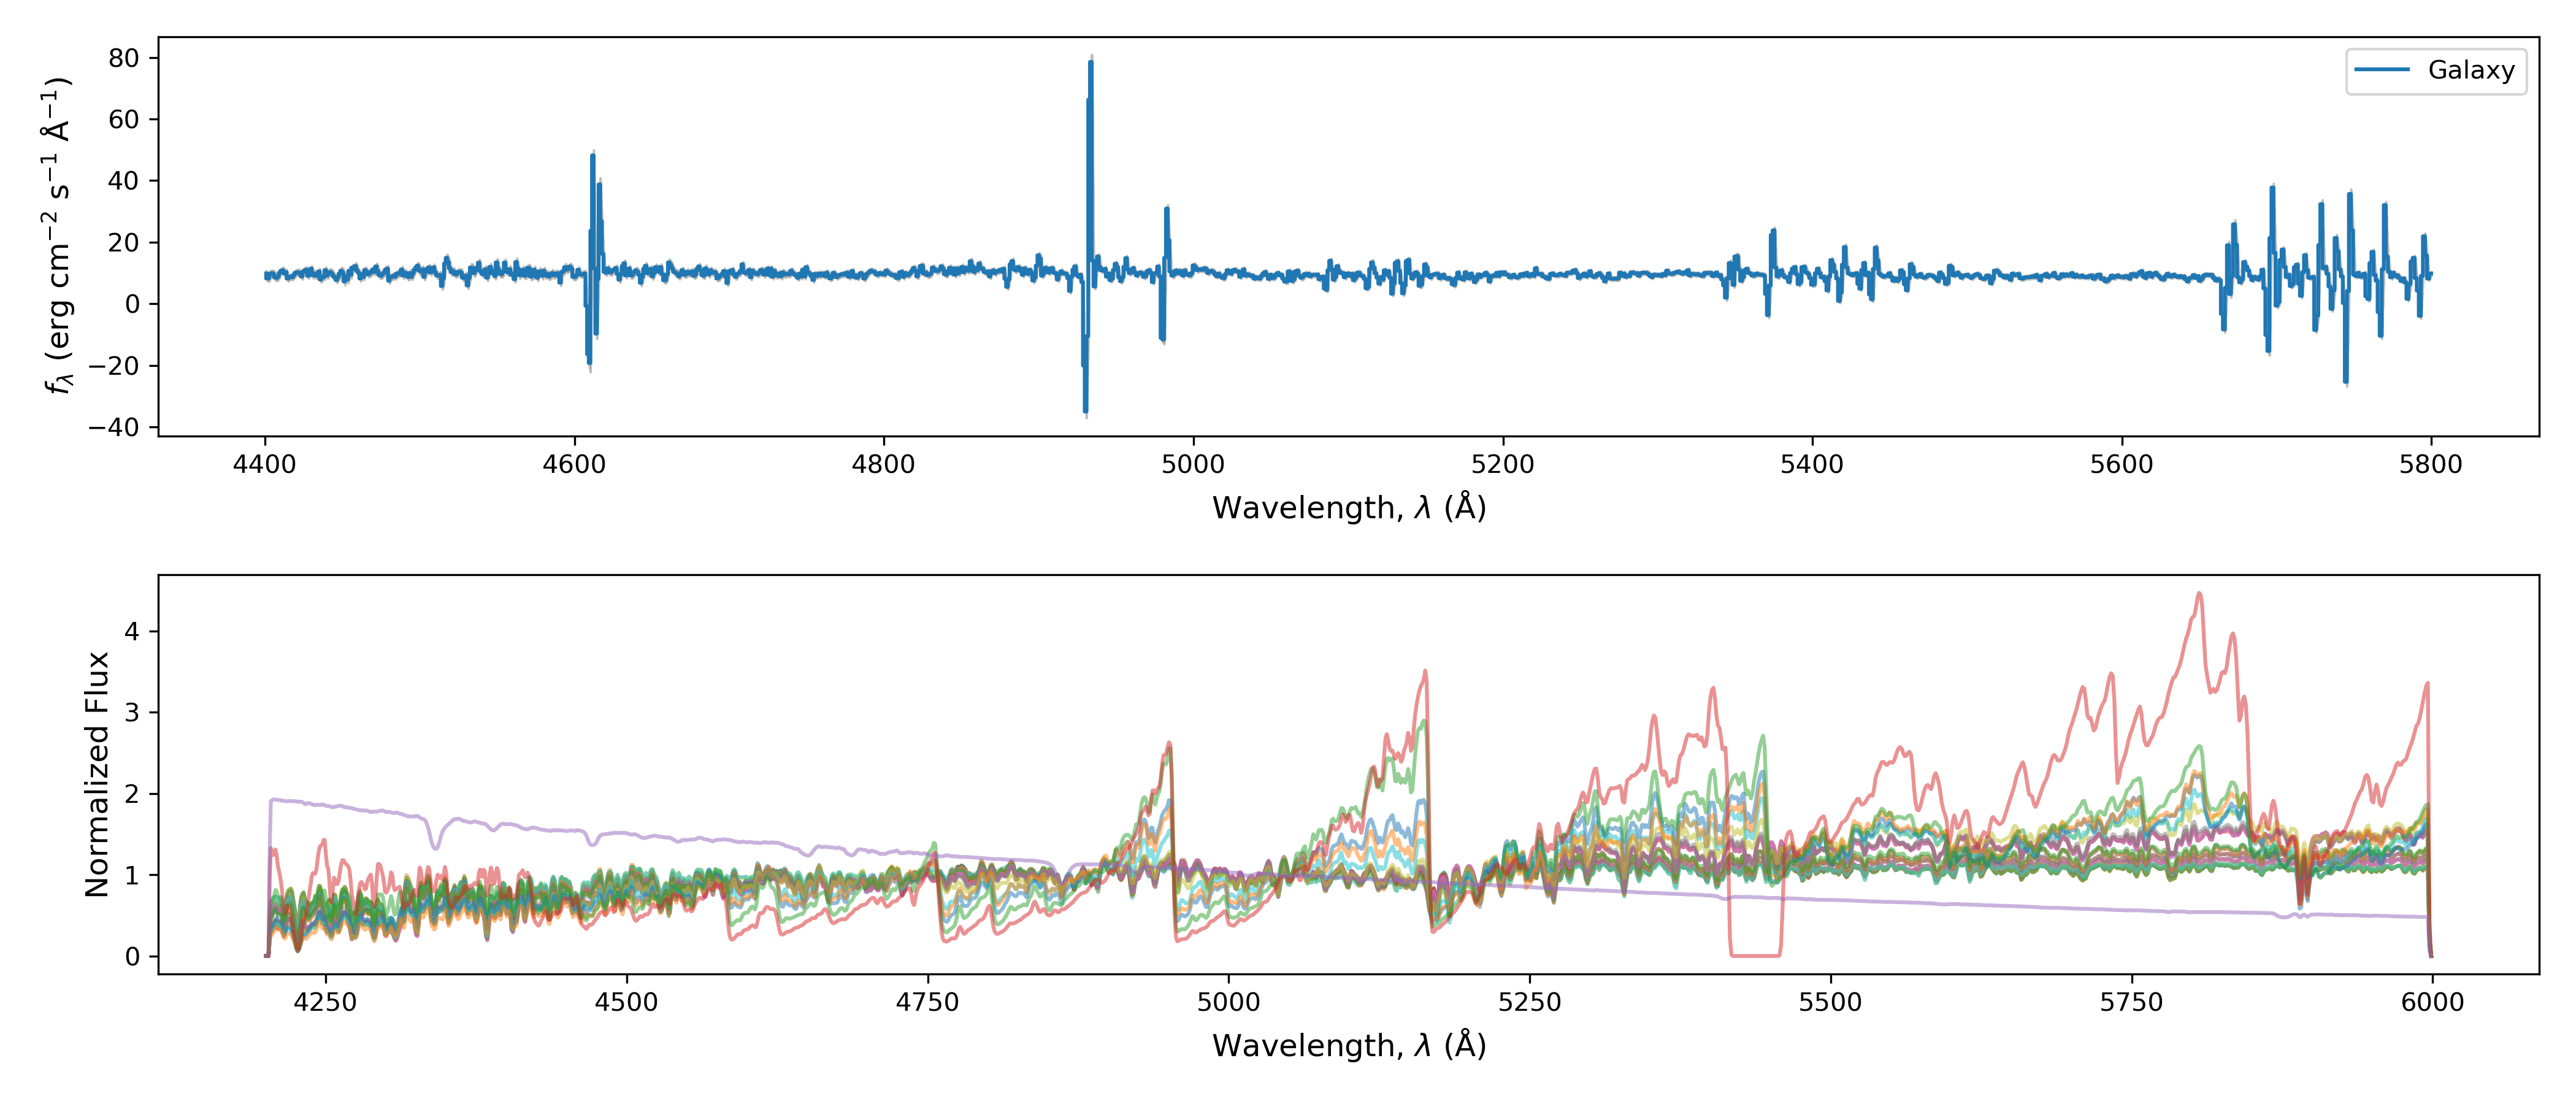 80
60
40
20
0
−20
−40
fλ (erg cm−2 s−1 Å−1)
Galaxy
4400 4600 4800 5000 5200 5400 5600 5800
Wavelength, λ (Å)
4
3
2
1
0
Normalized Flux
4250 4500 4750 5000 5250 5500 5750 6000
Wavelength, λ (Å)